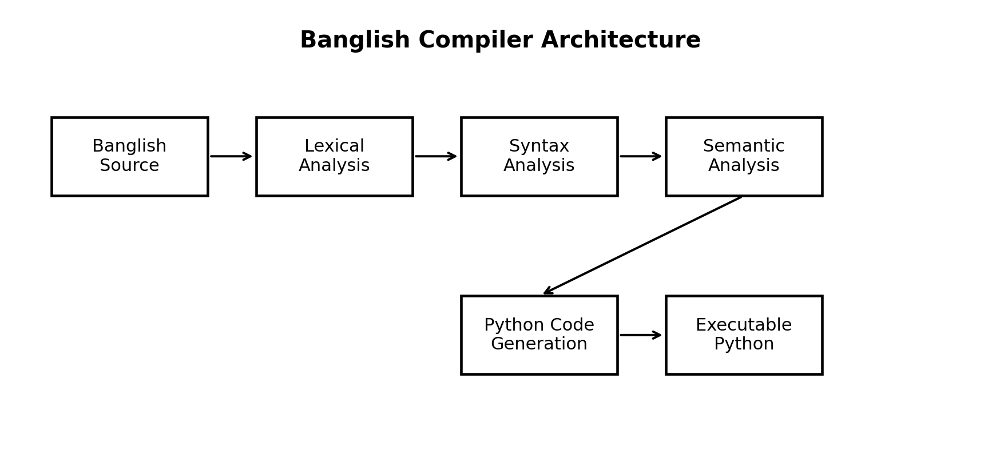 Banglish Compiler Architecture
Banglish
Source
Lexical
Analysis
Syntax
Analysis
Semantic
Analysis
Python Code
Generation
Executable
Python